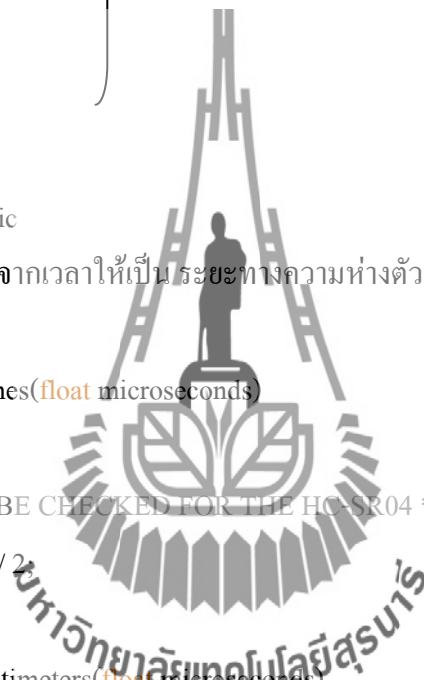 ic
จากเวลาให้เป็น ระยะทางความห่างตัว
nes(float microseconds)
BE CHECKED FOR THE HC-SR04 *
/ 2;
มหาวิทยาลัยเทคโนโลยีสุรนารี
timeters(float microseconds)